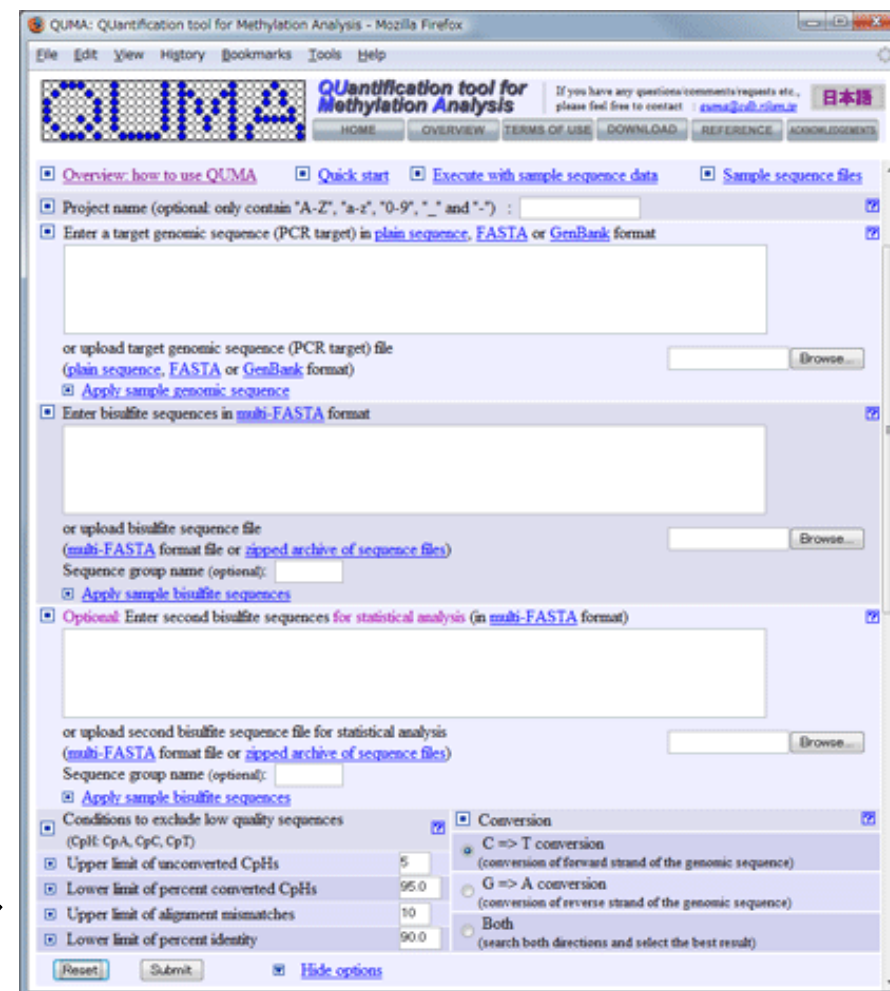 QUMA: QUantification tool for Methylation Analysis - Mozilla Firefox
File Edit View History Bookmarks Tools Help
QUMA
QUantification tool for
Methylation Analysis
If you have any questions/comments/requests etc.,
please feel free to contact :
日本語
HOME OVERVIEW TERMS OF USE DOWNLOAD REFERENCE ACKNOWLEDGEMENTS
Overview: how to use QUMA Quick start Execute with sample sequence data Sample sequence files
Project name (optional: only contain "A-Z", "a-z", "0-9", "_" and "-") : ?
Enter a target genomic sequence (PCR target) in plain sequence, FASTA or GenBank format ?
or upload target genomic sequence (PCR target) file
(plain sequence, FASTA or GenBank format) Browse...
Apply sample genomic sequence
Enter bisulfite sequences in multi-FASTA format ?
or upload bisulfite sequence file
(multi-FASTA format file or zipped archive of sequence files) Browse...
Sequence group name (optional):
Apply sample bisulfite sequences
Optional: Enter second bisulfite sequences for statistical analysis (in multi-FASTA format) ?
or upload second bisulfite sequence file for statistical analysis
(multi-FASTA format file or zipped archive of sequence files) Browse...
Sequence group name (optional):
Apply sample bisulfite sequences
Conditions to exclude low quality sequences ?
(CpH: CpA, CpC, CpT)
Upper limit of unconverted CpHs 5
Lower limit of percent converted CpHs 95.0
Upper limit of alignment mismatches 10
Lower limit of percent identity 90.0
Conversion ?
C => T conversion
(conversion of forward strand of the genomic sequence)
G => A conversion
(conversion of reverse strand of the genomic sequence)
Both
(search both directions and select the best result)
Reset Submit Hide options